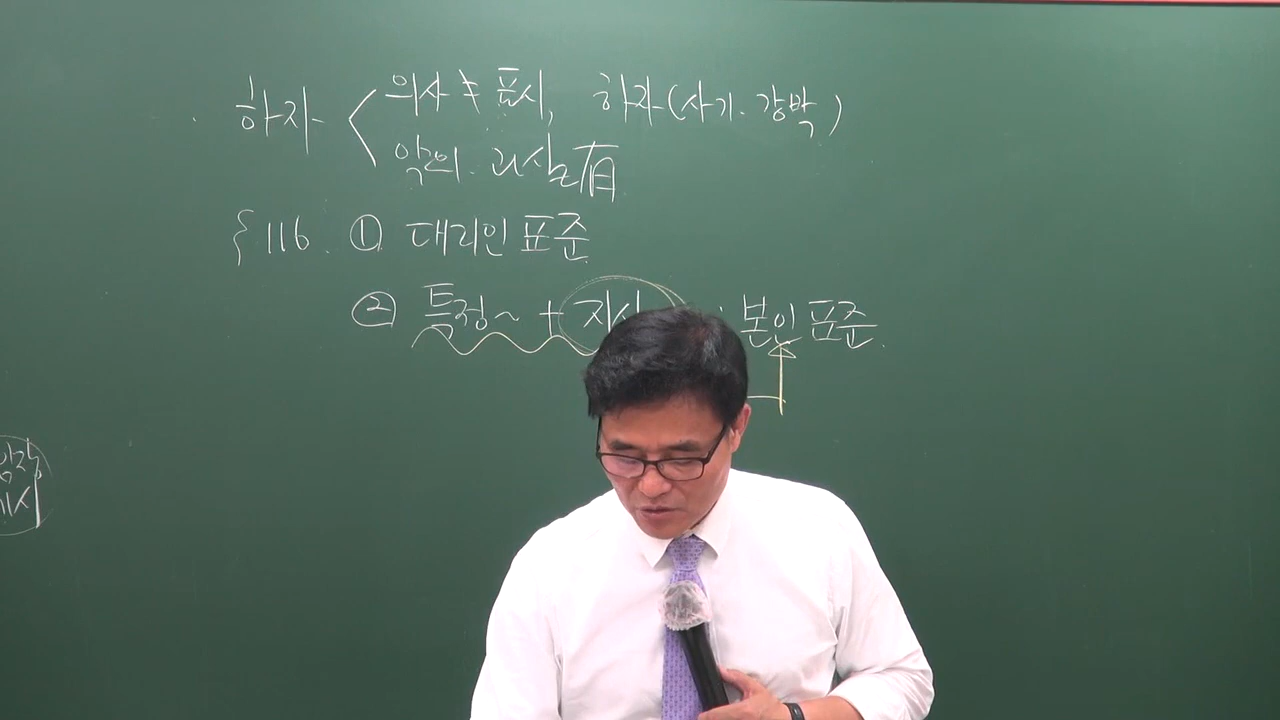 하자 < 의사 ≠ 표시, 하자(사기·강박)
악의·과실有
§116. ① 대리인 표준
② 특정~ + 지시 : 본인 표준.